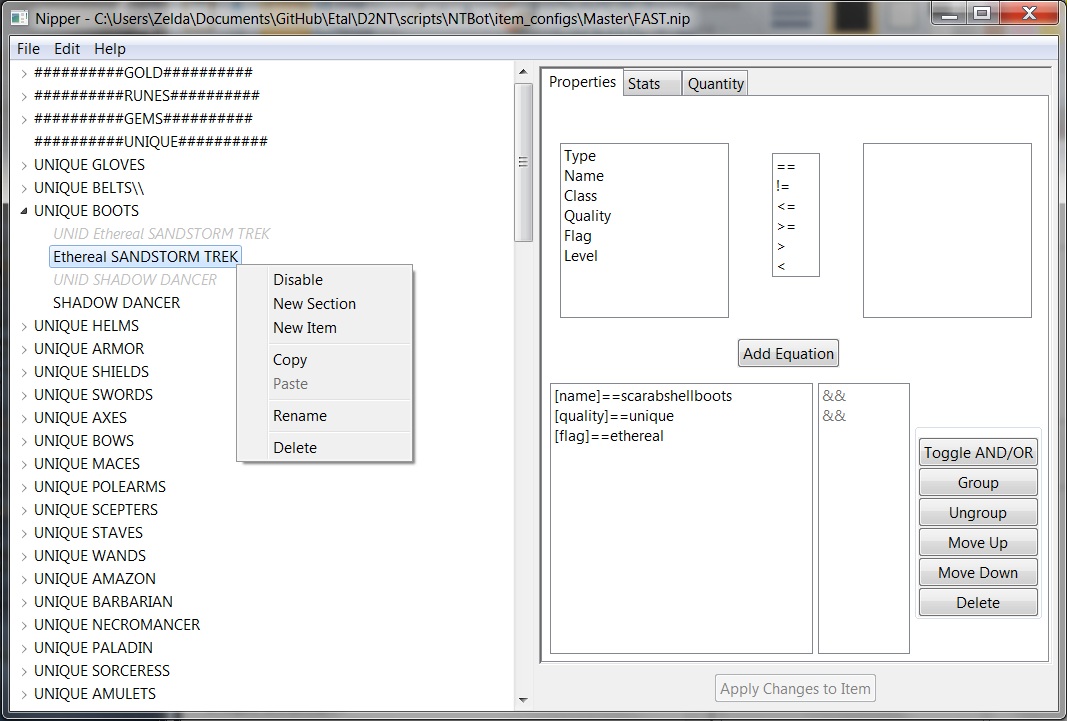 Nipper - C:\Users\Zelda\Documents\GitHub\Etal\D2NT\scripts\NTBot\item_configs\Master\FAST.nip
File Edit Help
##########GOLD##########
##########RUNES##########
##########GEMS##########
##########UNIQUE##########
UNIQUE GLOVES
UNIQUE BELTS\\
UNIQUE BOOTS
UNID Ethereal SANDSTORM TREK
Ethereal SANDSTORM TREK
UNID SHADOW DANCER
SHADOW DANCER
UNIQUE HELMS
UNIQUE ARMOR
UNIQUE SHIELDS
UNIQUE SWORDS
UNIQUE AXES
UNIQUE BOWS
UNIQUE MACES
UNIQUE POLEARMS
UNIQUE SCEPTERS
UNIQUE STAVES
UNIQUE WANDS
UNIQUE AMAZON
UNIQUE BARBARIAN
UNIQUE NECROMANCER
UNIQUE PALADIN
UNIQUE SORCERESS
UNIQUE AMULETS
Disable
New Section
New Item
Copy
Paste
Rename
Delete
Properties Stats Quantity
Type
Name
Class
Quality
Flag
Level
==
!=
<=
>=
>
<
Add Equation
[name]==scarabshellboots
[quality]==unique
[flag]==ethereal
&&
&&
Toggle AND/OR
Group
Ungroup
Move Up
Move Down
Delete
Apply Changes to Item